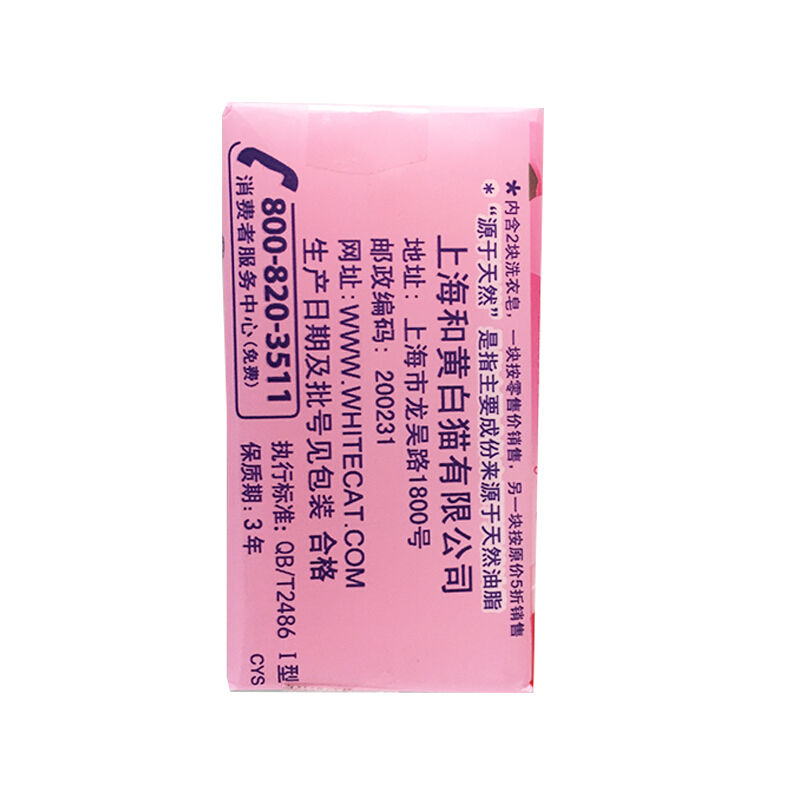 *内含2块洗衣皂，一块按零售价销售，另一块按原价5折销售
*“源于天然”是指主要成份来源于天然油脂
上海和黄白猫有限公司
地址：上海市龙吴路1800号
邮政编码：200231
网址:WWW.WHITECAT.COM
生产日期及批号见包装 合格
800-820-3511
消费者服务中心(免费)
执行标准：QB/T2486 I型
保质期：3年
CYS